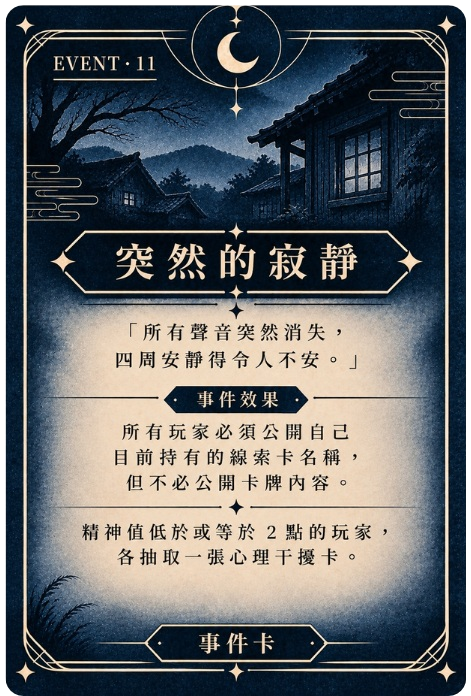 EVENT · 11
突然的寂靜
「所有聲音突然消失，
四周安靜得令人不安。」
· 事件效果 ·
所有玩家必須公開自己
目前持有的線索卡名稱，
但不必公開卡牌內容。
精神值低於或等於 2 點的玩家，
各抽取一張心理干擾卡。
· 事件卡 ·